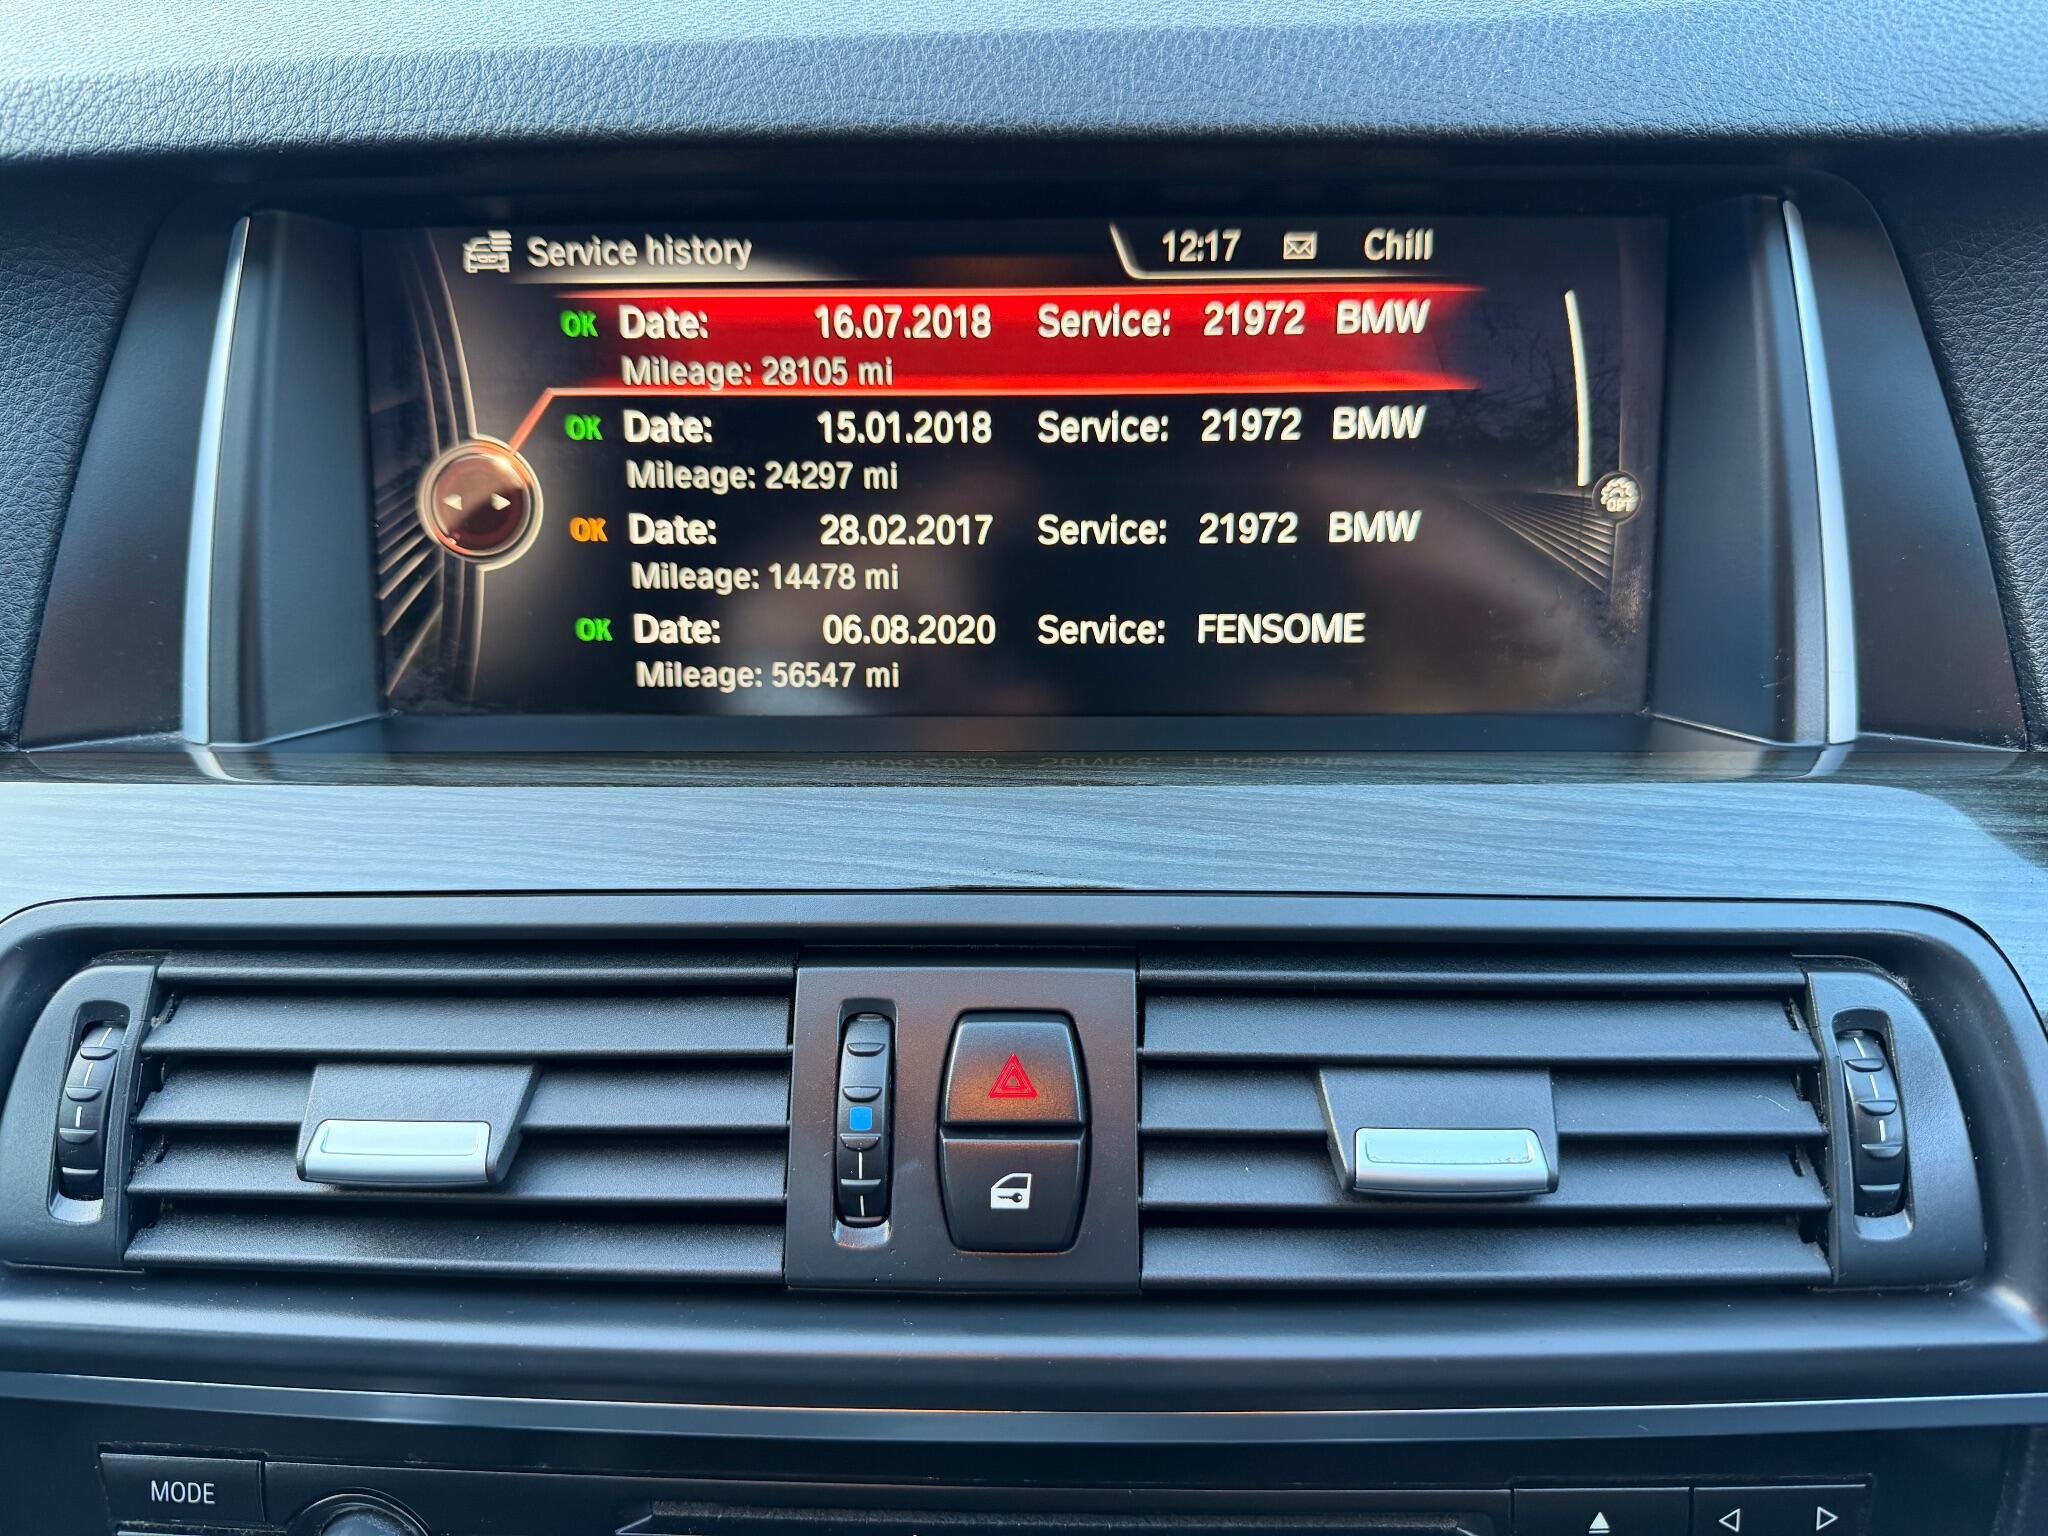 Service history 12:17 Chill
OK Date: 16.07.2018 Service: 21972 BMW
Mileage: 28105 mi
OK Date: 15.01.2018 Service: 21972 BMW
Mileage: 24297 mi
OK Date: 28.02.2017 Service: 21972 BMW
Mileage: 14478 mi
OK Date: 06.08.2020 Service: FENSOME
Mileage: 56547 mi
OPT
MODE